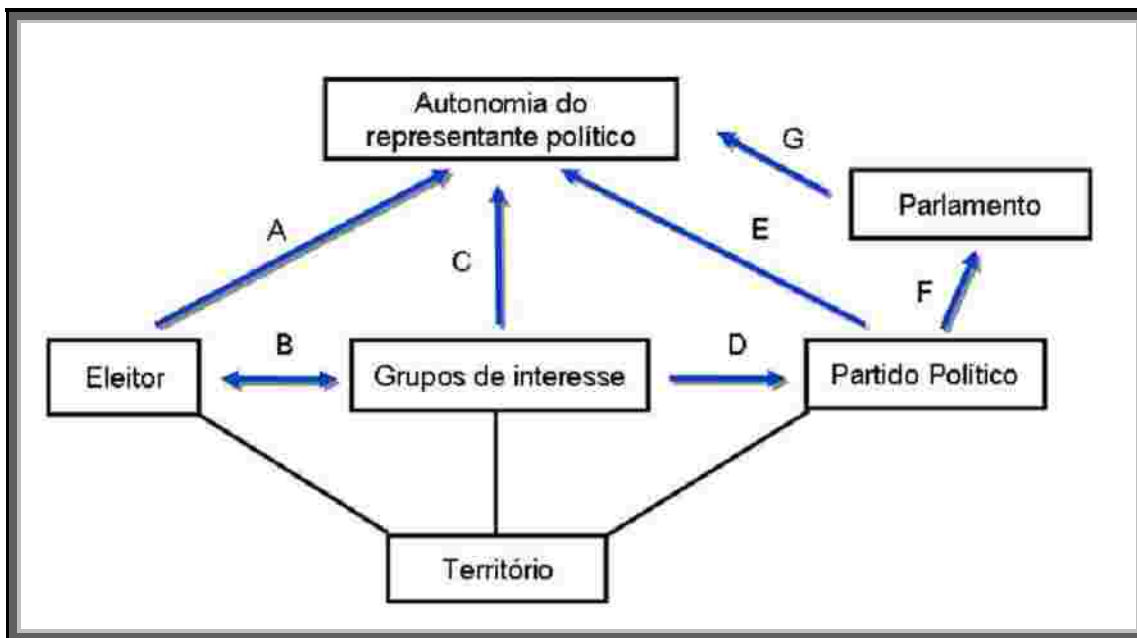 Autonomia do
representante político
G
Parlamento
A
E
C
F
B
D
Eleitor
Grupos de interesse
Partido Político
Território